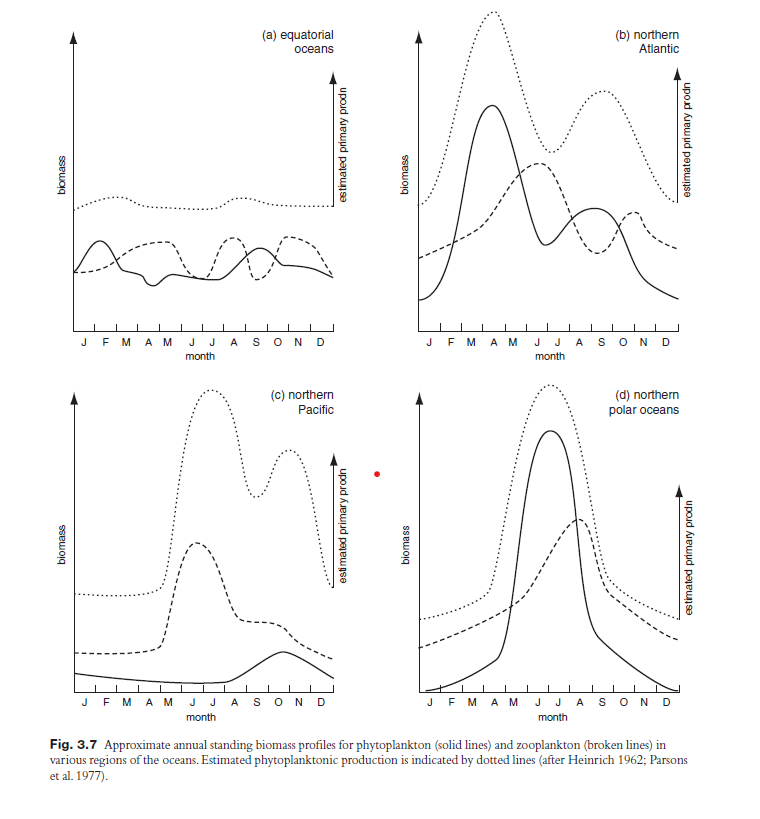 (a) equatorial
oceans
biomass
estimated primary prodn
J F M A M J J A S O N D
month
(b) northern
Atlantic
biomass
estimated primary prodn
J F M A M J J A S O N D
month
(c) northern
Pacific
biomass
estimated primary prodn
J F M A M J J A S O N D
month
(d) northern
polar oceans
biomass
estimated primary prodn
J F M A M J J A S O N D
month
Fig. 3.7 Approximate annual standing biomass profiles for phytoplankton (solid lines) and zooplankton (broken lines) in
various regions of the oceans. Estimated phytoplanktonic production is indicated by dotted lines (after Heinrich 1962; Parsons
et al. 1977).